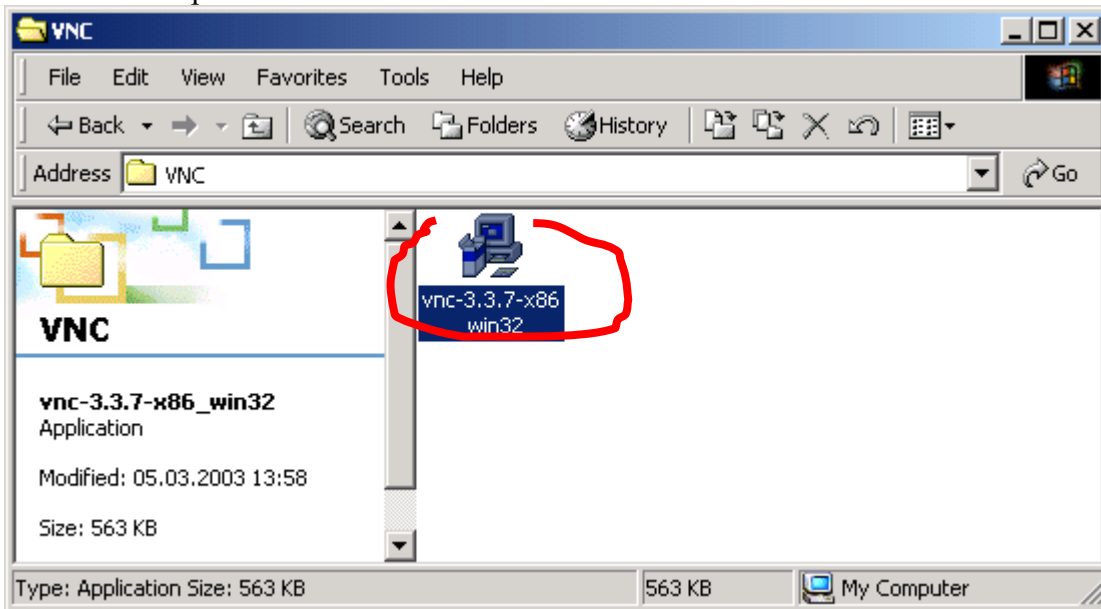 VNC
File Edit View Favorites Tools Help
Back Search Folders History
Address VNC Go
vnc-3.3.7-x86
win32
VNC
vnc-3.3.7-x86_win32
Application
Modified: 05.03.2003 13:58
Size: 563 KB
Type: Application Size: 563 KB 563 KB My Computer